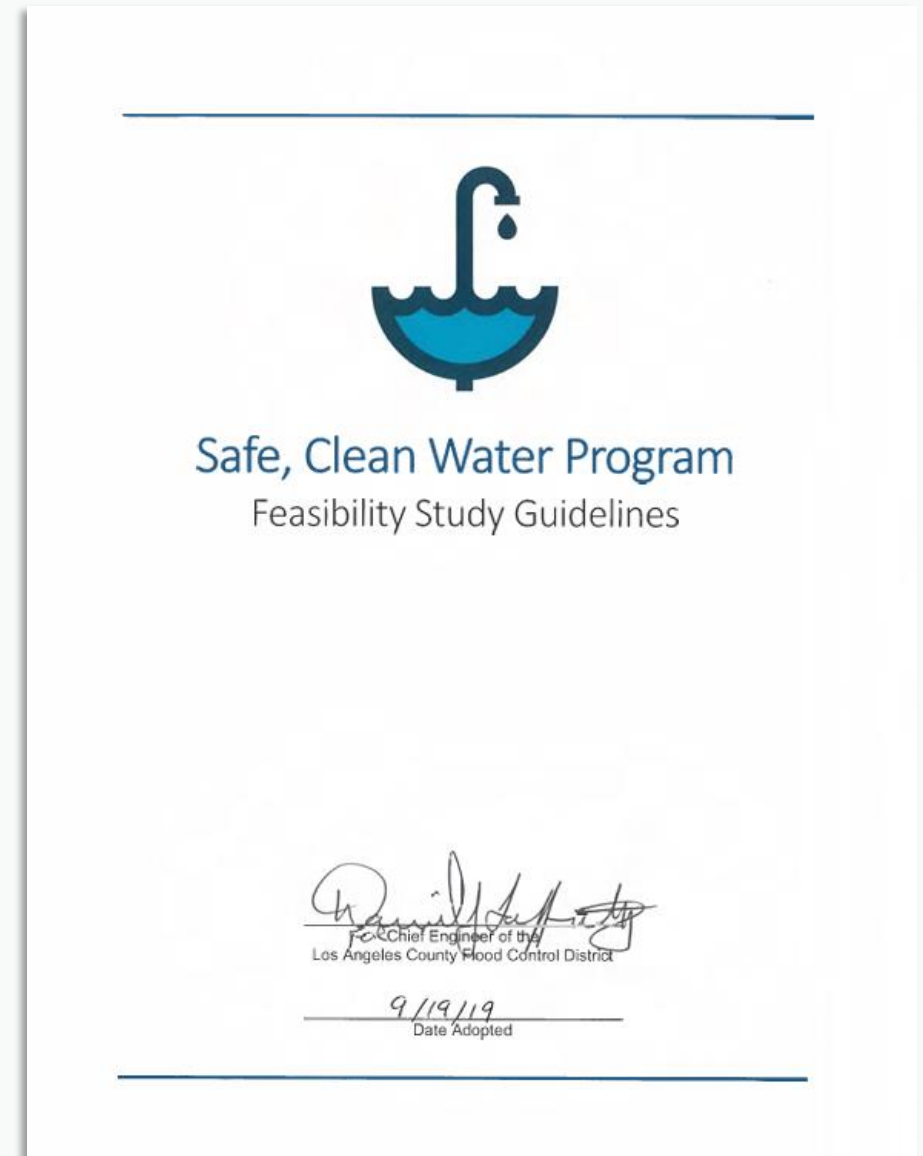 Safe, Clean Water Program
Feasibility Study Guidelines
For Chief Engineer of the
Los Angeles County Flood Control District
9/19/19
Date Adopted